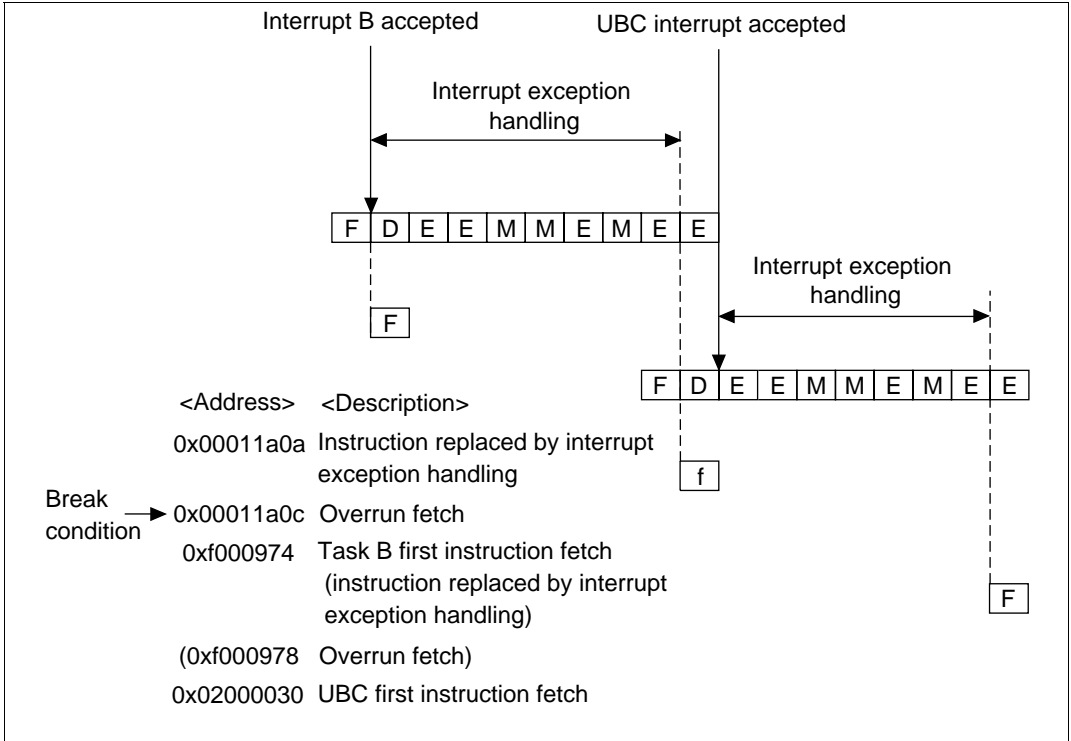 Interrupt B accepted
UBC interrupt accepted
Interrupt exception
handling
F D E E M M E M E E
Interrupt exception
handling
F
F D E E M M E M E E
<Address> <Description>
0x00011a0a Instruction replaced by interrupt
exception handling
f
Break
condition
0x00011a0c Overrun fetch
0xf000974 Task B first instruction fetch
(instruction replaced by interrupt
exception handling)
F
(0xf000978 Overrun fetch)
0x02000030 UBC first instruction fetch